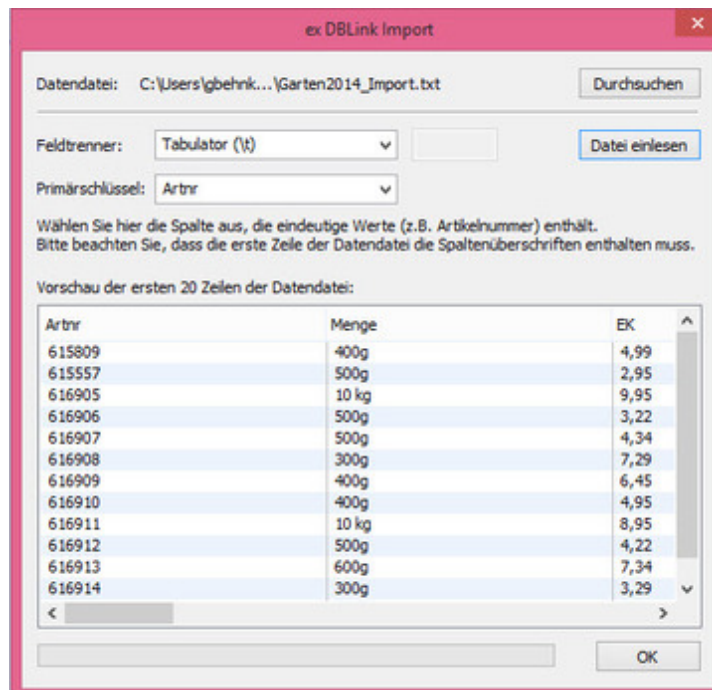 ex DBLink Import
Datendatei: C:\Users\gbehnk...\Garten2014_Import.txt Durchsuchen
Feldtrenner: Tabulator (\t) Datei einlesen
Primärschlüssel: Artnr
Wählen Sie hier die Spalte aus, die eindeutige Werte (z.B. Artikelnummer) enthält.
Bitte beachten Sie, dass die erste Zeile der Datendatei die Spaltenüberschriften enthalten muss.
Vorschau der ersten 20 Zeilen der Datendatei:
Artnr Menge EK
615809 400g 4,99
615557 500g 2,95
616905 10 kg 9,95
616906 500g 3,22
616907 500g 4,34
616908 300g 7,29
616909 400g 6,45
616910 400g 4,95
616911 10 kg 8,95
616912 500g 4,22
616913 600g 7,34
616914 300g 3,29
OK